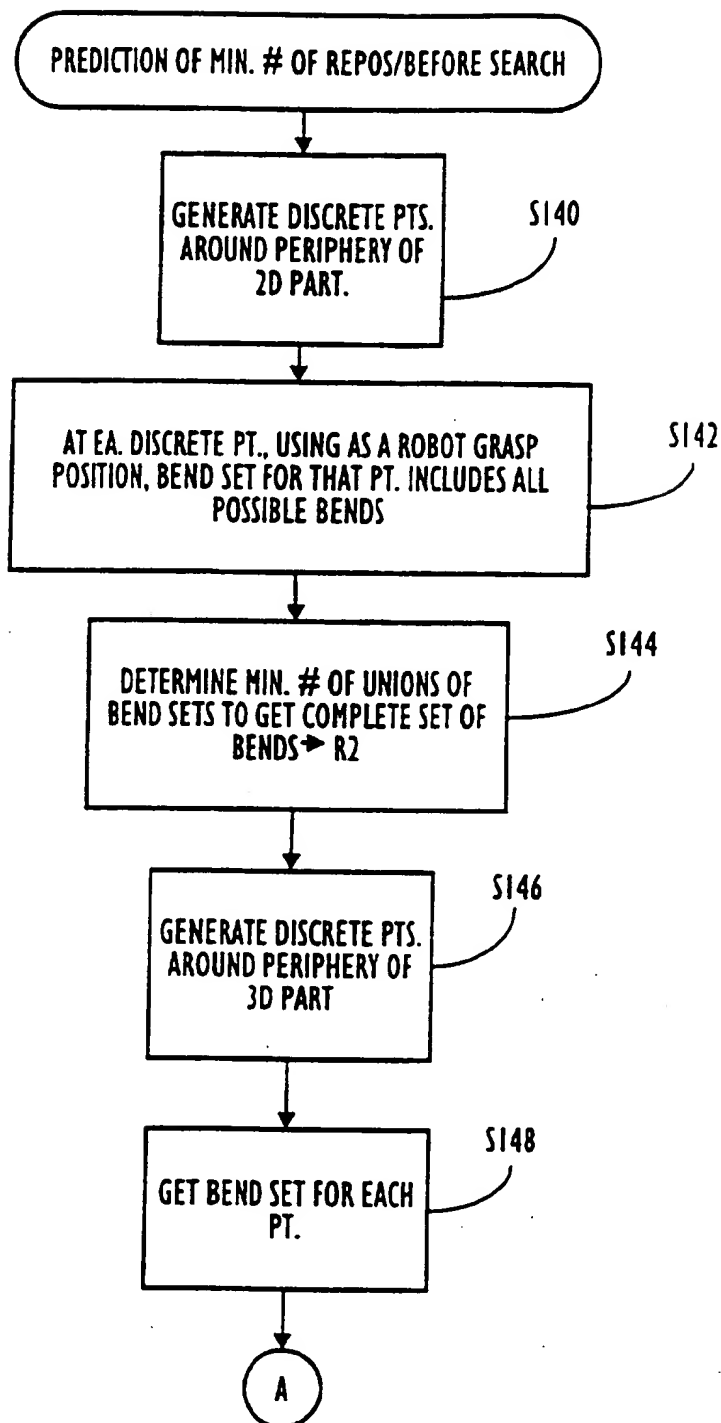 PREDICTION OF MIN. # OF REPOS/BEFORE SEARCH
GENERATE DISCRETE PTS.
AROUND PERIPHERY OF
2D PART.
S140
AT EA. DISCRETE PT., USING AS A ROBOT GRASP
POSITION, BEND SET FOR THAT PT. INCLUDES ALL
POSSIBLE BENDS
S142
DETERMINE MIN. # OF UNIONS OF
BEND SETS TO GET COMPLETE SET OF
BENDS → R2
S144
GENERATE DISCRETE PTS.
AROUND PERIPHERY OF
3D PART
S146
GET BEND SET FOR EACH
PT.
S148
A